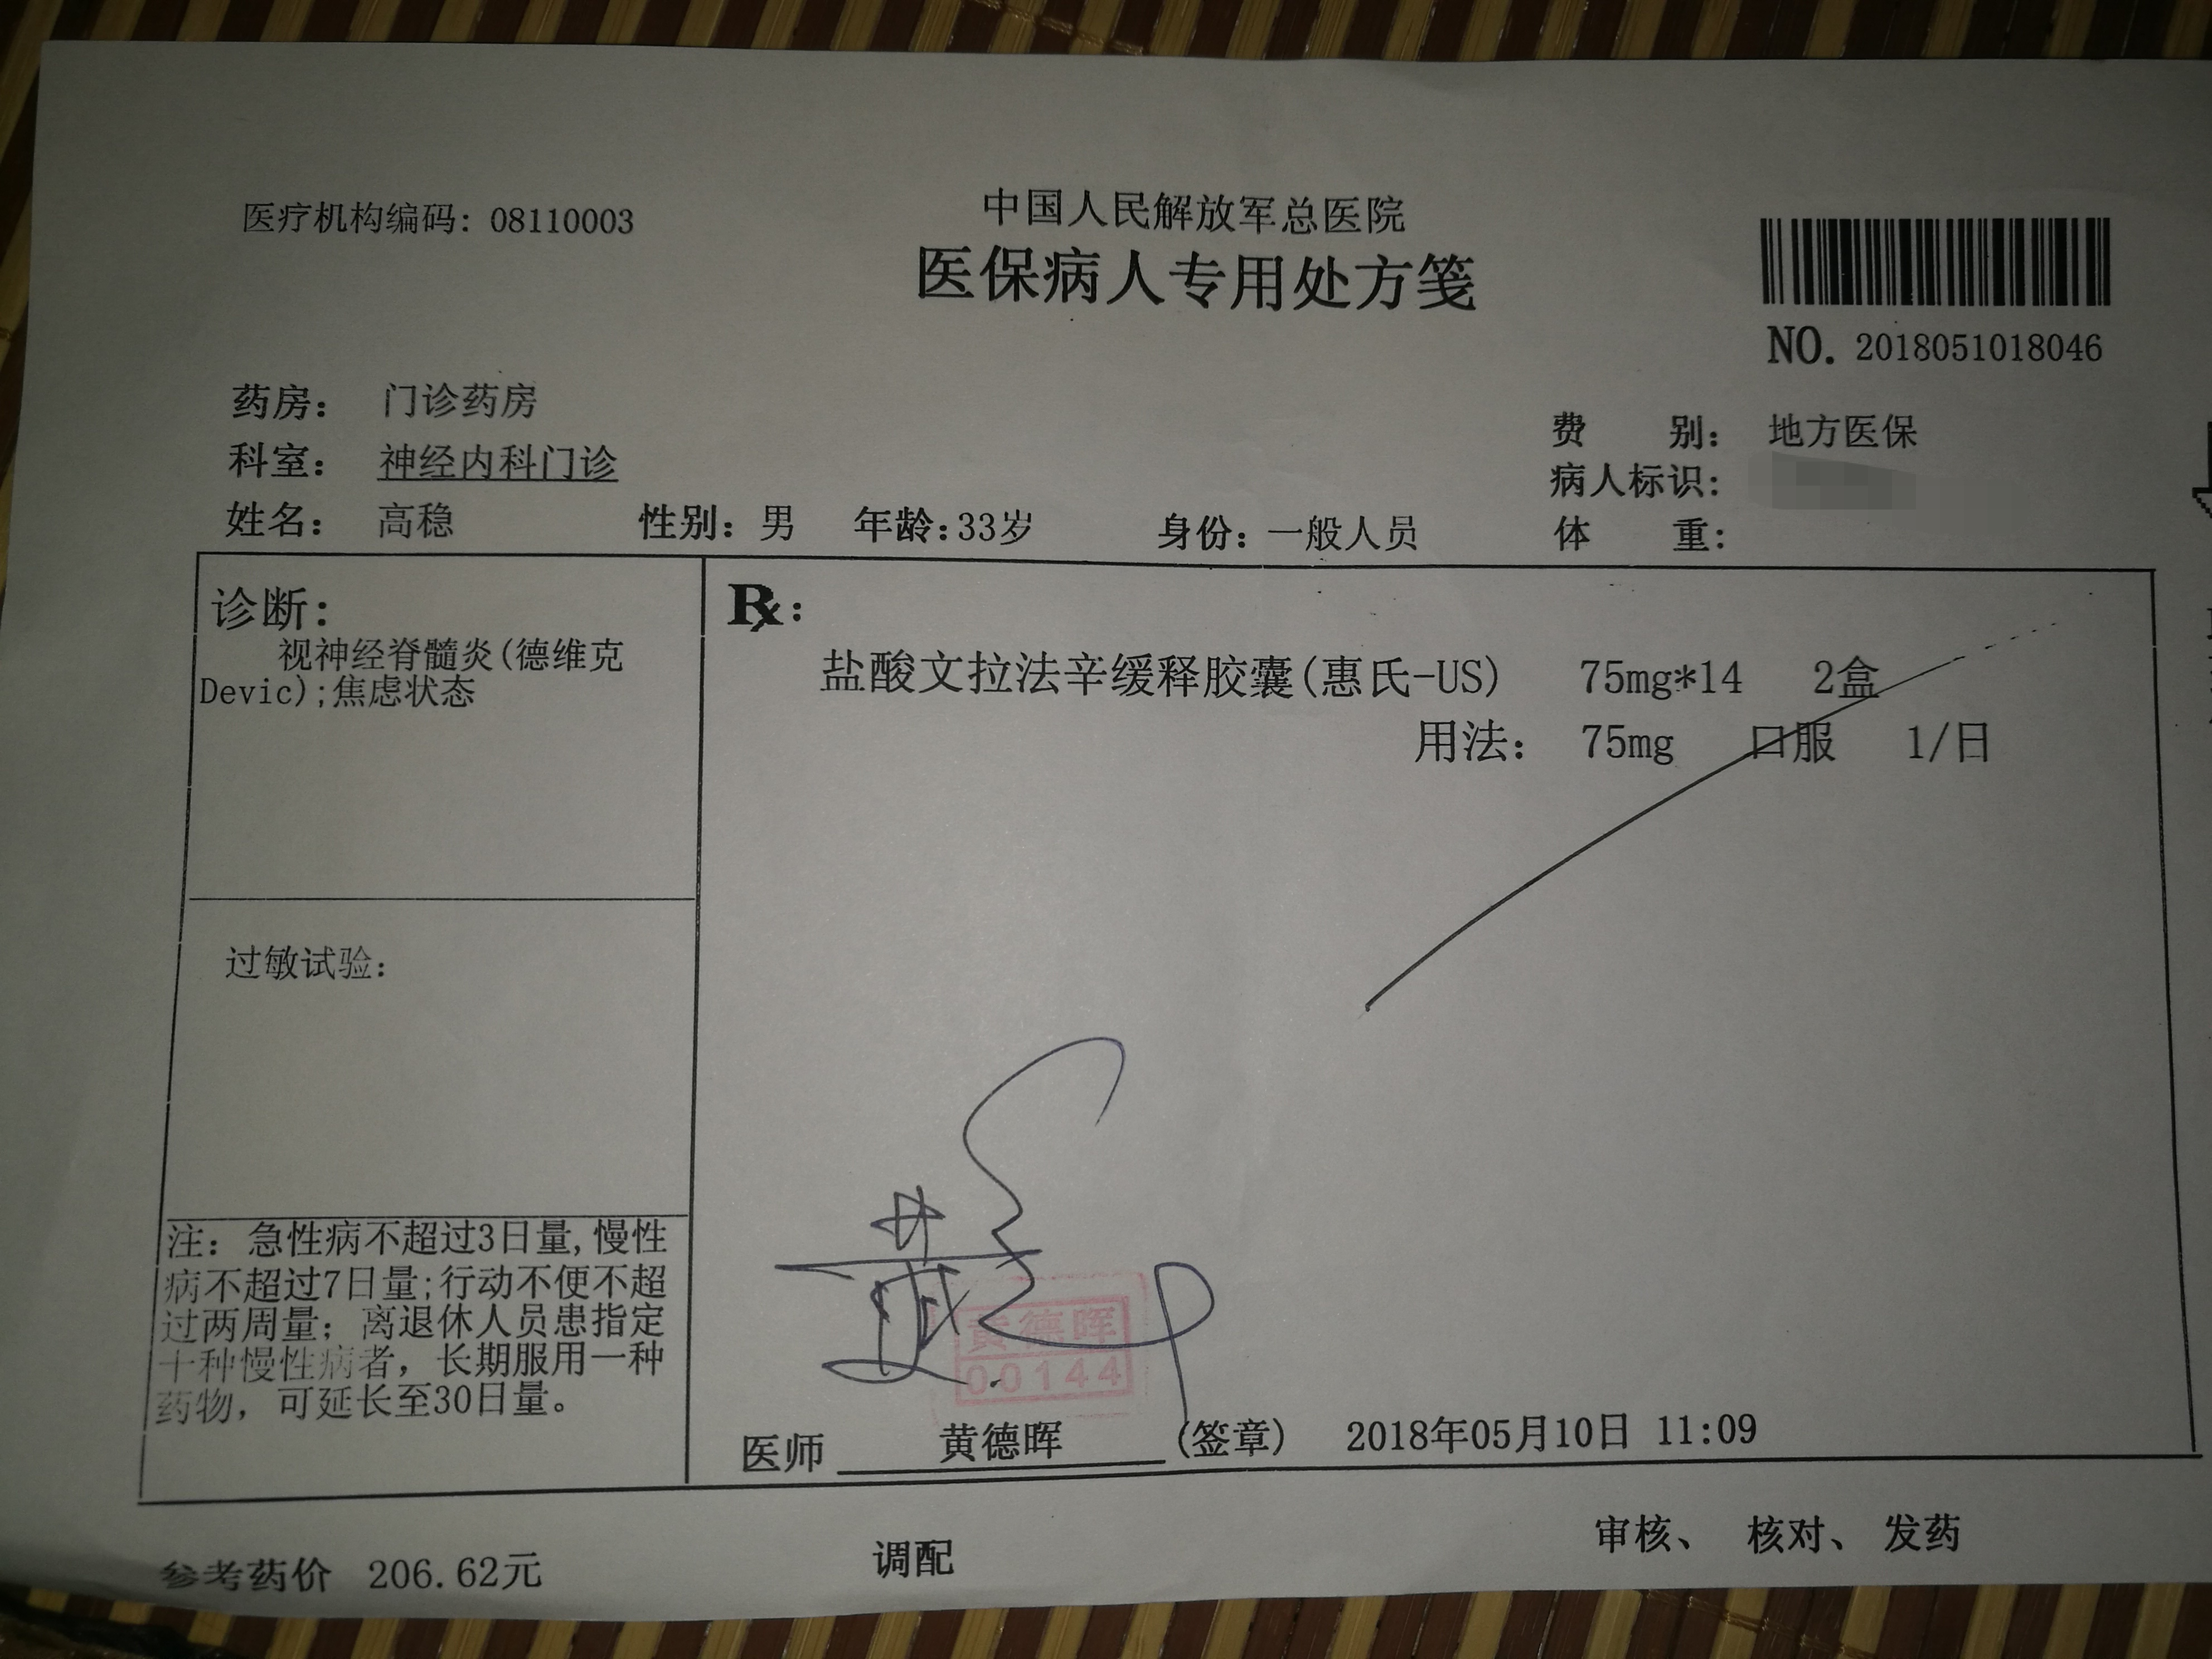 医疗机构编码: 08110003
中国人民解放军总医院
医保病人专用处方笺
NO. 2018051018046
药房: 门诊药房
费 别: 地方医保
科室: 神经内科门诊
病人标识:
姓名: 高稳 性别: 男 年龄:33岁 身份: 一般人员 体 重:
诊断:
视神经脊髓炎(德维克
Devic);焦虑状态
Rx:
盐酸文拉法辛缓释胶囊(惠氏-US) 75mg*14 2盒
用法: 75mg 口服 1/日
过敏试验:
注: 急性病不超过3日量,慢性
病不超过7日量;行动不便不超
过两周量; 离退休人员患指定
十种慢性病者, 长期服用一种
药物, 可延长至30日量。
黄德晖
00144
医师 黄德晖 (签章) 2018年05月10日 11:09
参考药价 206.62元 调配 审核、 核对、 发药